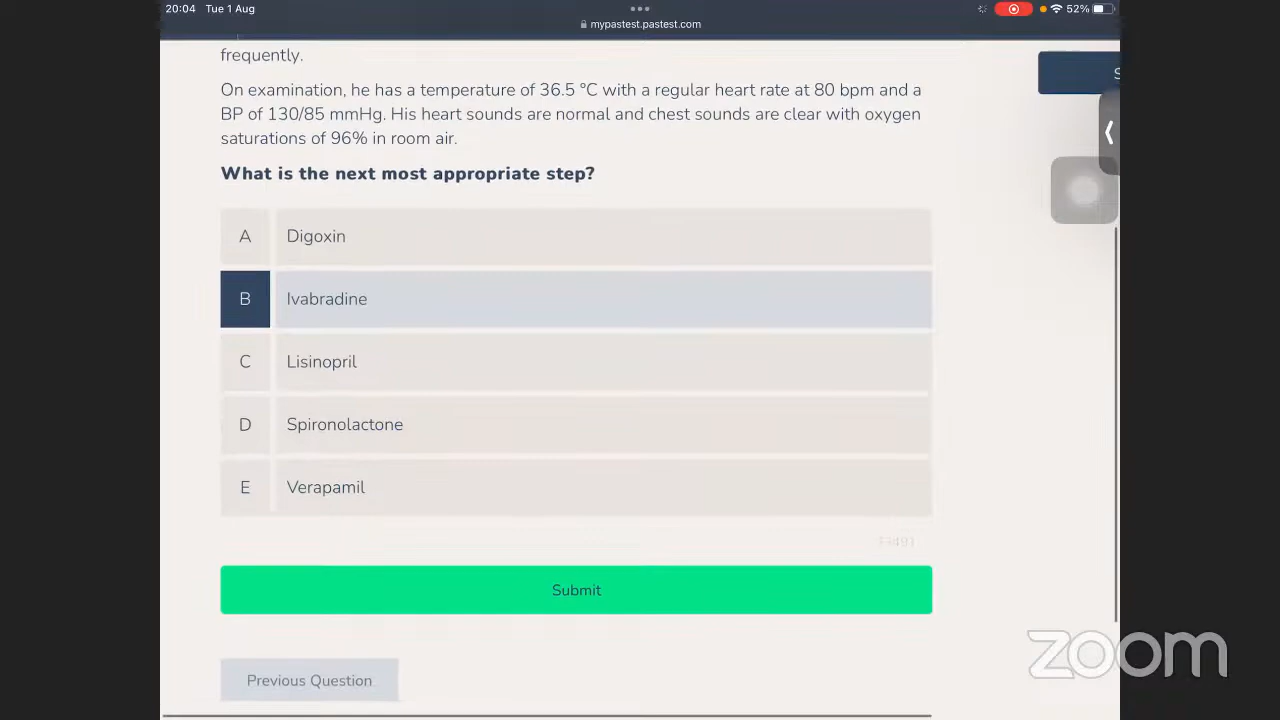 20:04 Tue 1 Aug
52%
mypastest.pastest.com
frequently.
On examination, he has a temperature of 36.5 °C with a regular heart rate at 80 bpm and a
BP of 130/85 mmHg. His heart sounds are normal and chest sounds are clear with oxygen
saturations of 96% in room air.
What is the next most appropriate step?
A Digoxin
B Ivabradine
C Lisinopril
D Spironolactone
E Verapamil
Submit
zoom
Previous Question